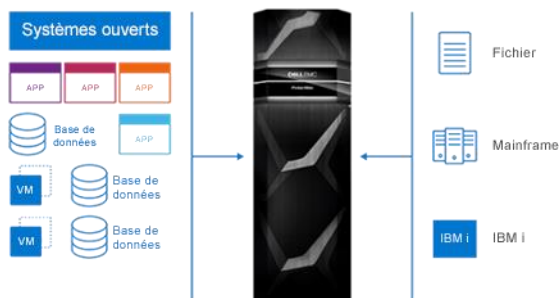 Systèmes ouverts
APP APP APP
Base de
données
APP
VM
Base de
données
VM
Base de
données
DELL EMC
PowerMax
Fichier
Mainframe
IBM i
IBM i